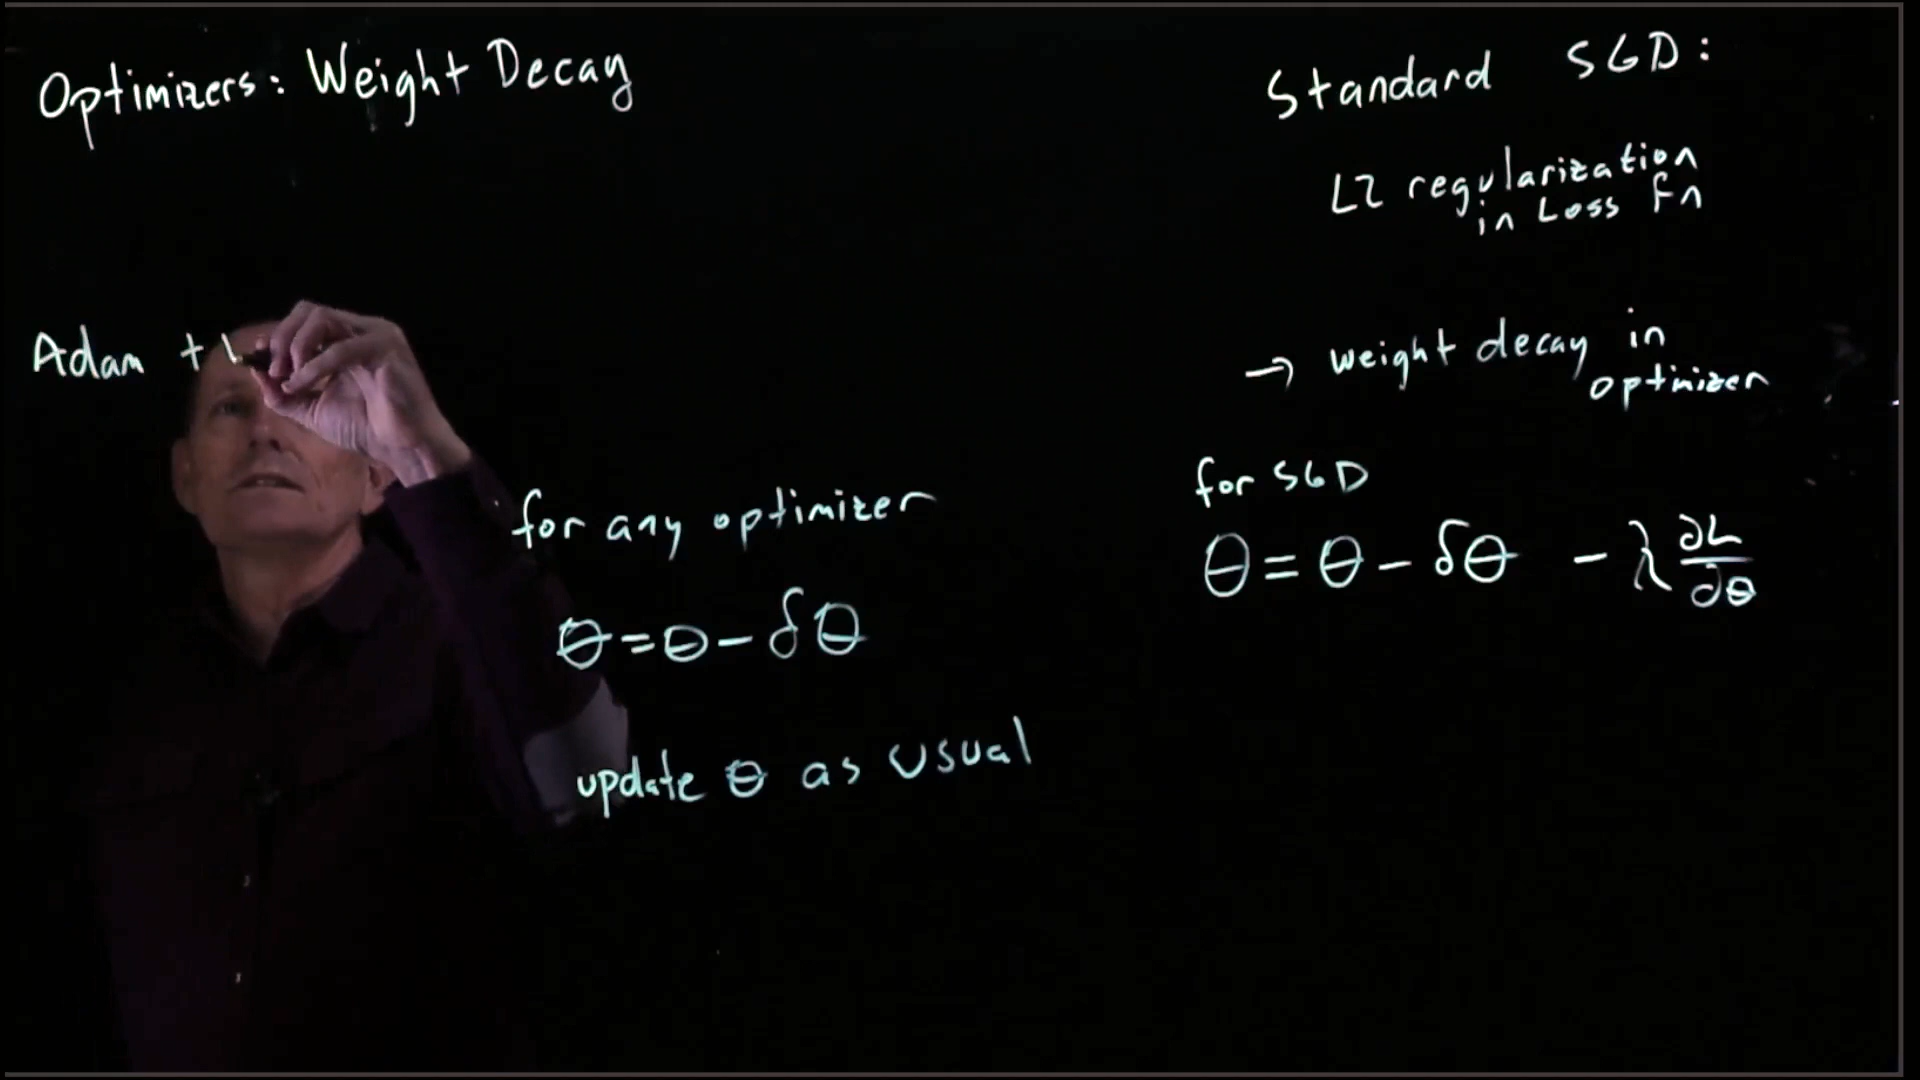 Optimizers: Weight Decay
Adam +
for any optimizer
θ = θ - δθ
update θ as usual
Standard SGD:
L2 regularization
in Loss Fn
→ weight decay in
optimizer
for SGD
θ = θ - δθ - λ ∂L/∂θ